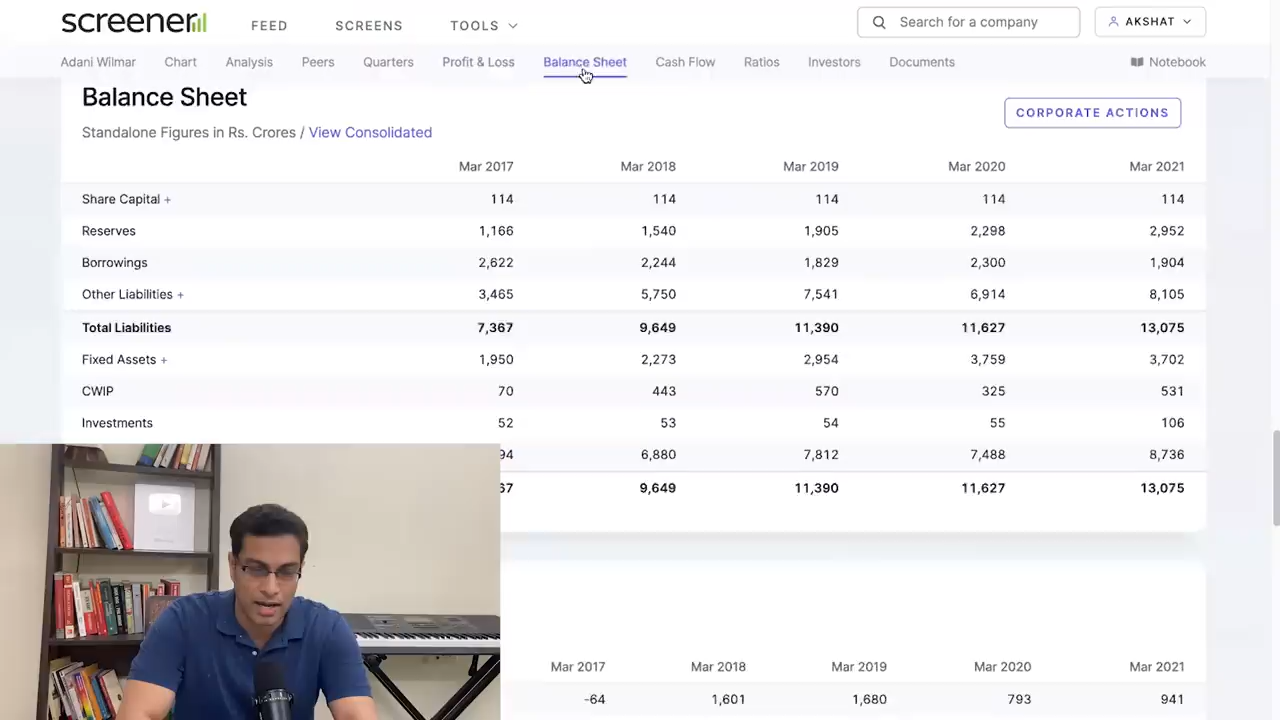 screener
FEED SCREENS TOOLS
Search for a company
AKSHAT
Adani Wilmar Chart Analysis Peers Quarters Profit & Loss Balance Sheet Cash Flow Ratios Investors Documents Notebook
Balance Sheet
Standalone Figures in Rs. Crores / View Consolidated
CORPORATE ACTIONS
Mar 2017 Mar 2018 Mar 2019 Mar 2020 Mar 2021
Share Capital + 114 114 114 114 114
Reserves 1,166 1,540 1,905 2,298 2,952
Borrowings 2,622 2,244 1,829 2,300 1,904
Other Liabilities + 3,465 5,750 7,541 6,914 8,105
Total Liabilities 7,367 9,649 11,390 11,627 13,075
Fixed Assets + 1,950 2,273 2,954 3,759 3,702
CWIP 70 443 570 325 531
Investments 52 53 54 55 106
94 6,880 7,812 7,488 8,736
67 9,649 11,390 11,627 13,075
Mar 2017 Mar 2018 Mar 2019 Mar 2020 Mar 2021
-64 1,601 1,680 793 941